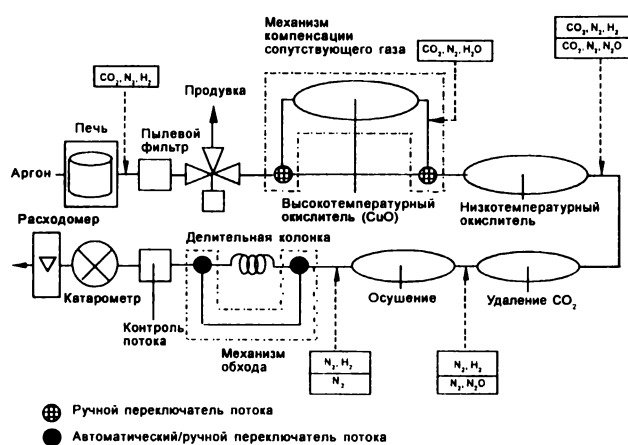 Механизм
компенсации
сопутствующего газа
CO₂, N₂, H₂
CO₂, N₂, N₂O
CO₂, N₂, H₂O
CO₂, N₂, H₂
Продувка
Печь
Пылевой
фильтр
Аргон
Высокотемпературный
окислитель (CuO)
Низкотемпературный
окислитель
Расходомер
Делительная колонка
Катарометр
Осушение
Удаление CO₂
Контроль
потока
Механизм
обхода
N₂, H₂
N₂
N₂, H₂
N₂, N₂O
Ручной переключатель потока
Автоматический/ручной переключатель потока